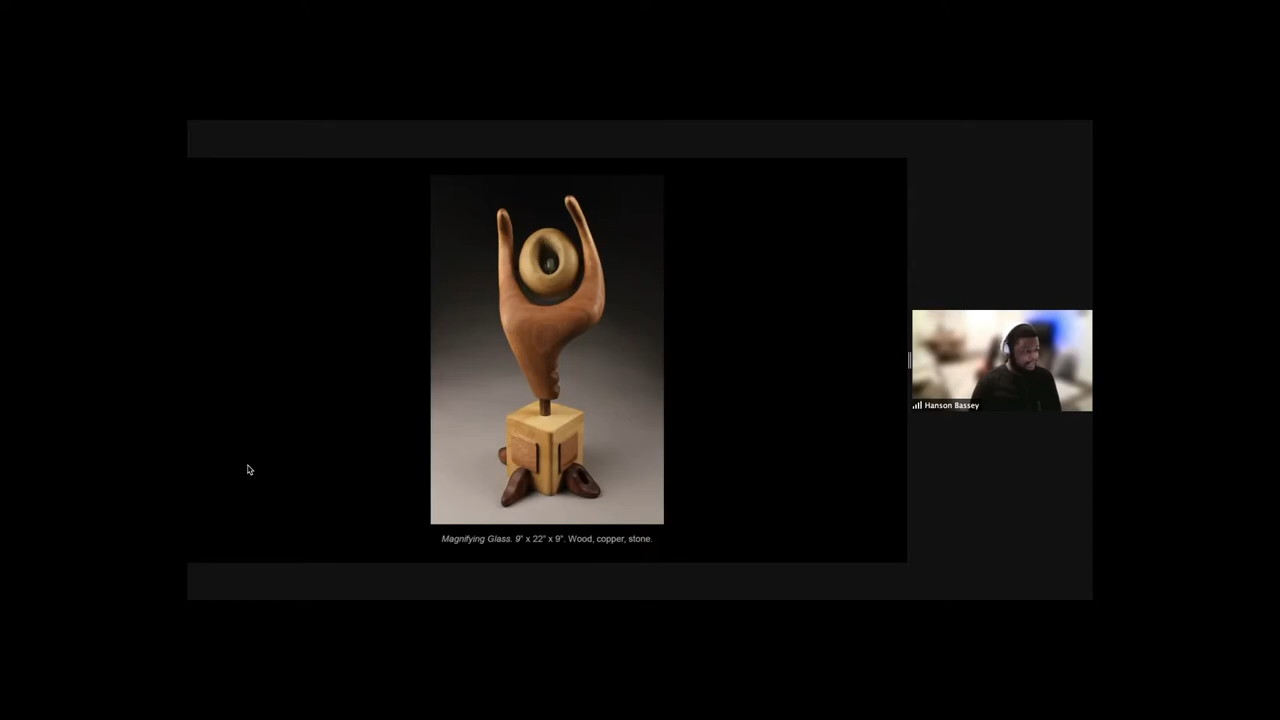 Magnifying Glass. 9" x 22" x 9". Wood, copper, stone.
Hanson Bassey